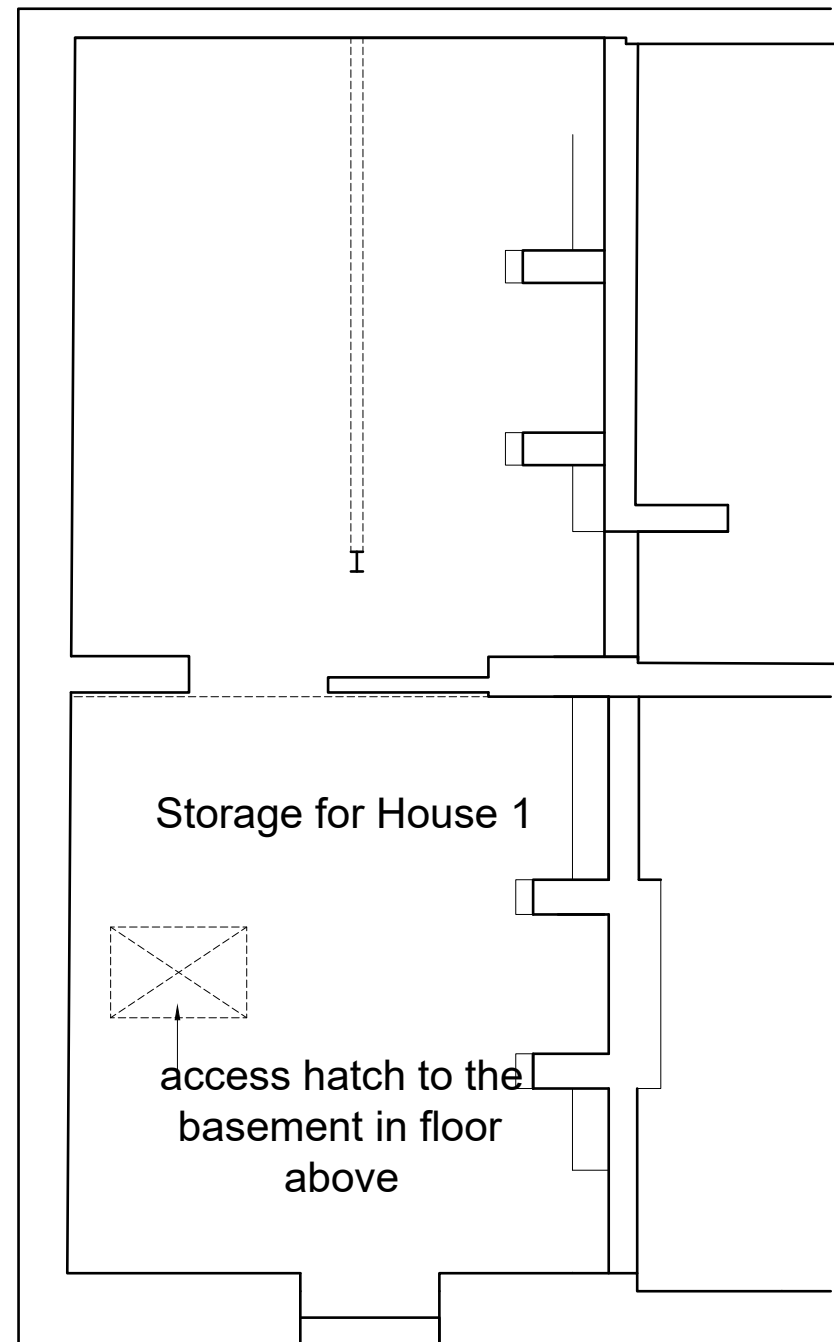 Storage for House 1
access hatch to the
basement in floor
above